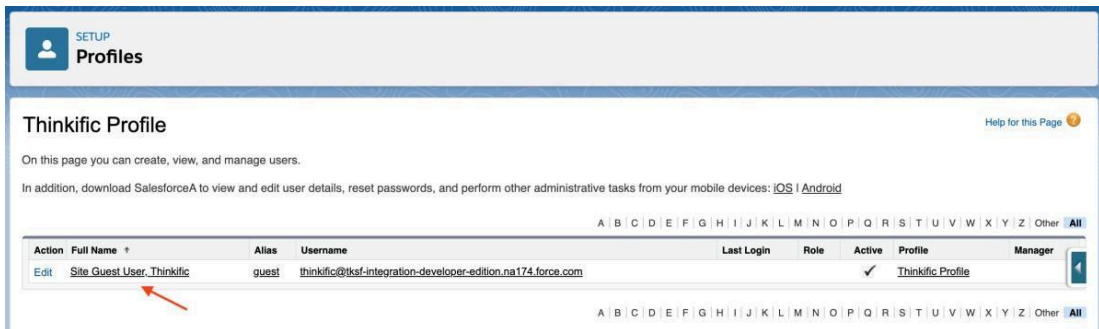 SETUP
Profiles
Thinkific Profile
Help for this Page ?
On this page you can create, view, and manage users.
In addition, download SalesforceA to view and edit user details, reset passwords, and perform other administrative tasks from your mobile devices: iOS | Android
A | B | C | D | E | F | G | H | I | J | K | L | M | N | O | P | Q | R | S | T | U | V | W | X | Y | Z | Other All
Action Full Name ↑ Alias Username Last Login Role Active Profile Manager
Edit Site Guest User, Thinkific guest thinkific@tksf-integration-developer-edition.na174.force.com ✓ Thinkific Profile
A | B | C | D | E | F | G | H | I | J | K | L | M | N | O | P | Q | R | S | T | U | V | W | X | Y | Z | Other All